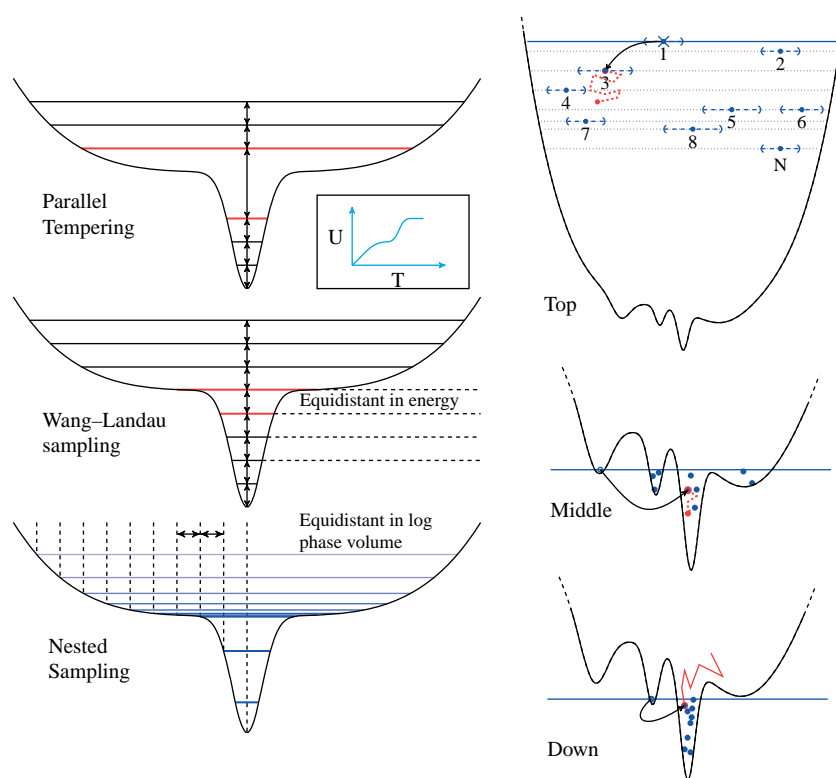 Parallel
Tempering
U
T
Wang–Landau
sampling
Equidistant in energy
Equidistant in log
phase volume
Nested
Sampling
1
2
3
4
5
6
7
8
N
Top
Middle
Down